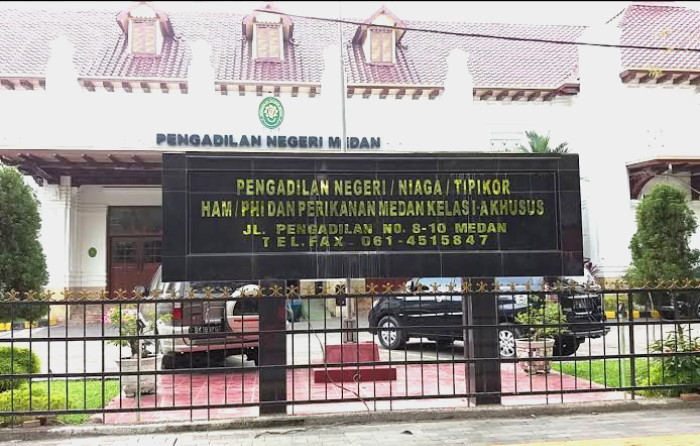 PENGADILAN NEGERI MEDAN
PENGADILAN NEGERI / NIAGA / TIPIKOR
HAM / PHI DAN PERIKANAN MEDAN KELAS I-A KHUSUS
JL. PENGADILAN NO. 8-10 MEDAN
TEL.FAX- 061-4515847